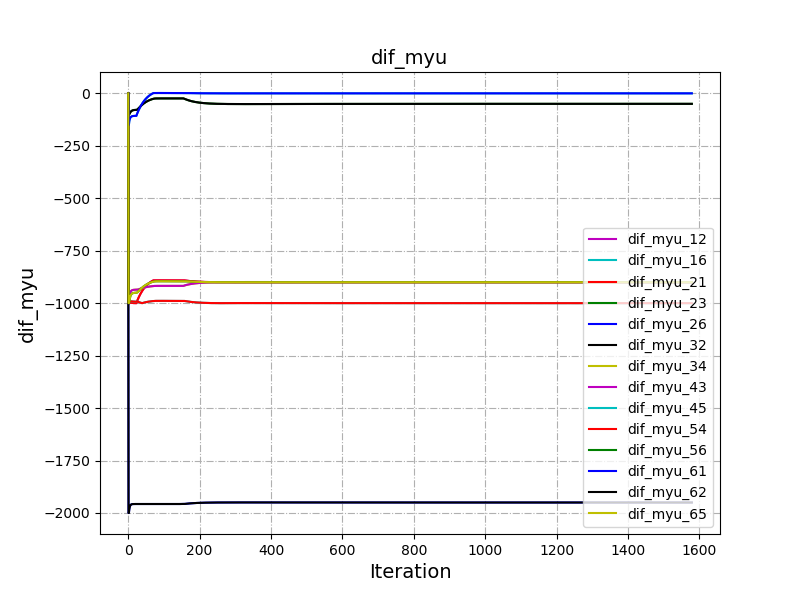 dif_myu
dif_myu
0
−250
−500
−750
−1000
−1250
−1500
−1750
−2000
dif_myu_12
dif_myu_16
dif_myu_21
dif_myu_23
dif_myu_26
dif_myu_32
dif_myu_34
dif_myu_43
dif_myu_45
dif_myu_54
dif_myu_56
dif_myu_61
dif_myu_62
dif_myu_65
0 200 400 600 800 1000 1200 1400 1600
Iteration